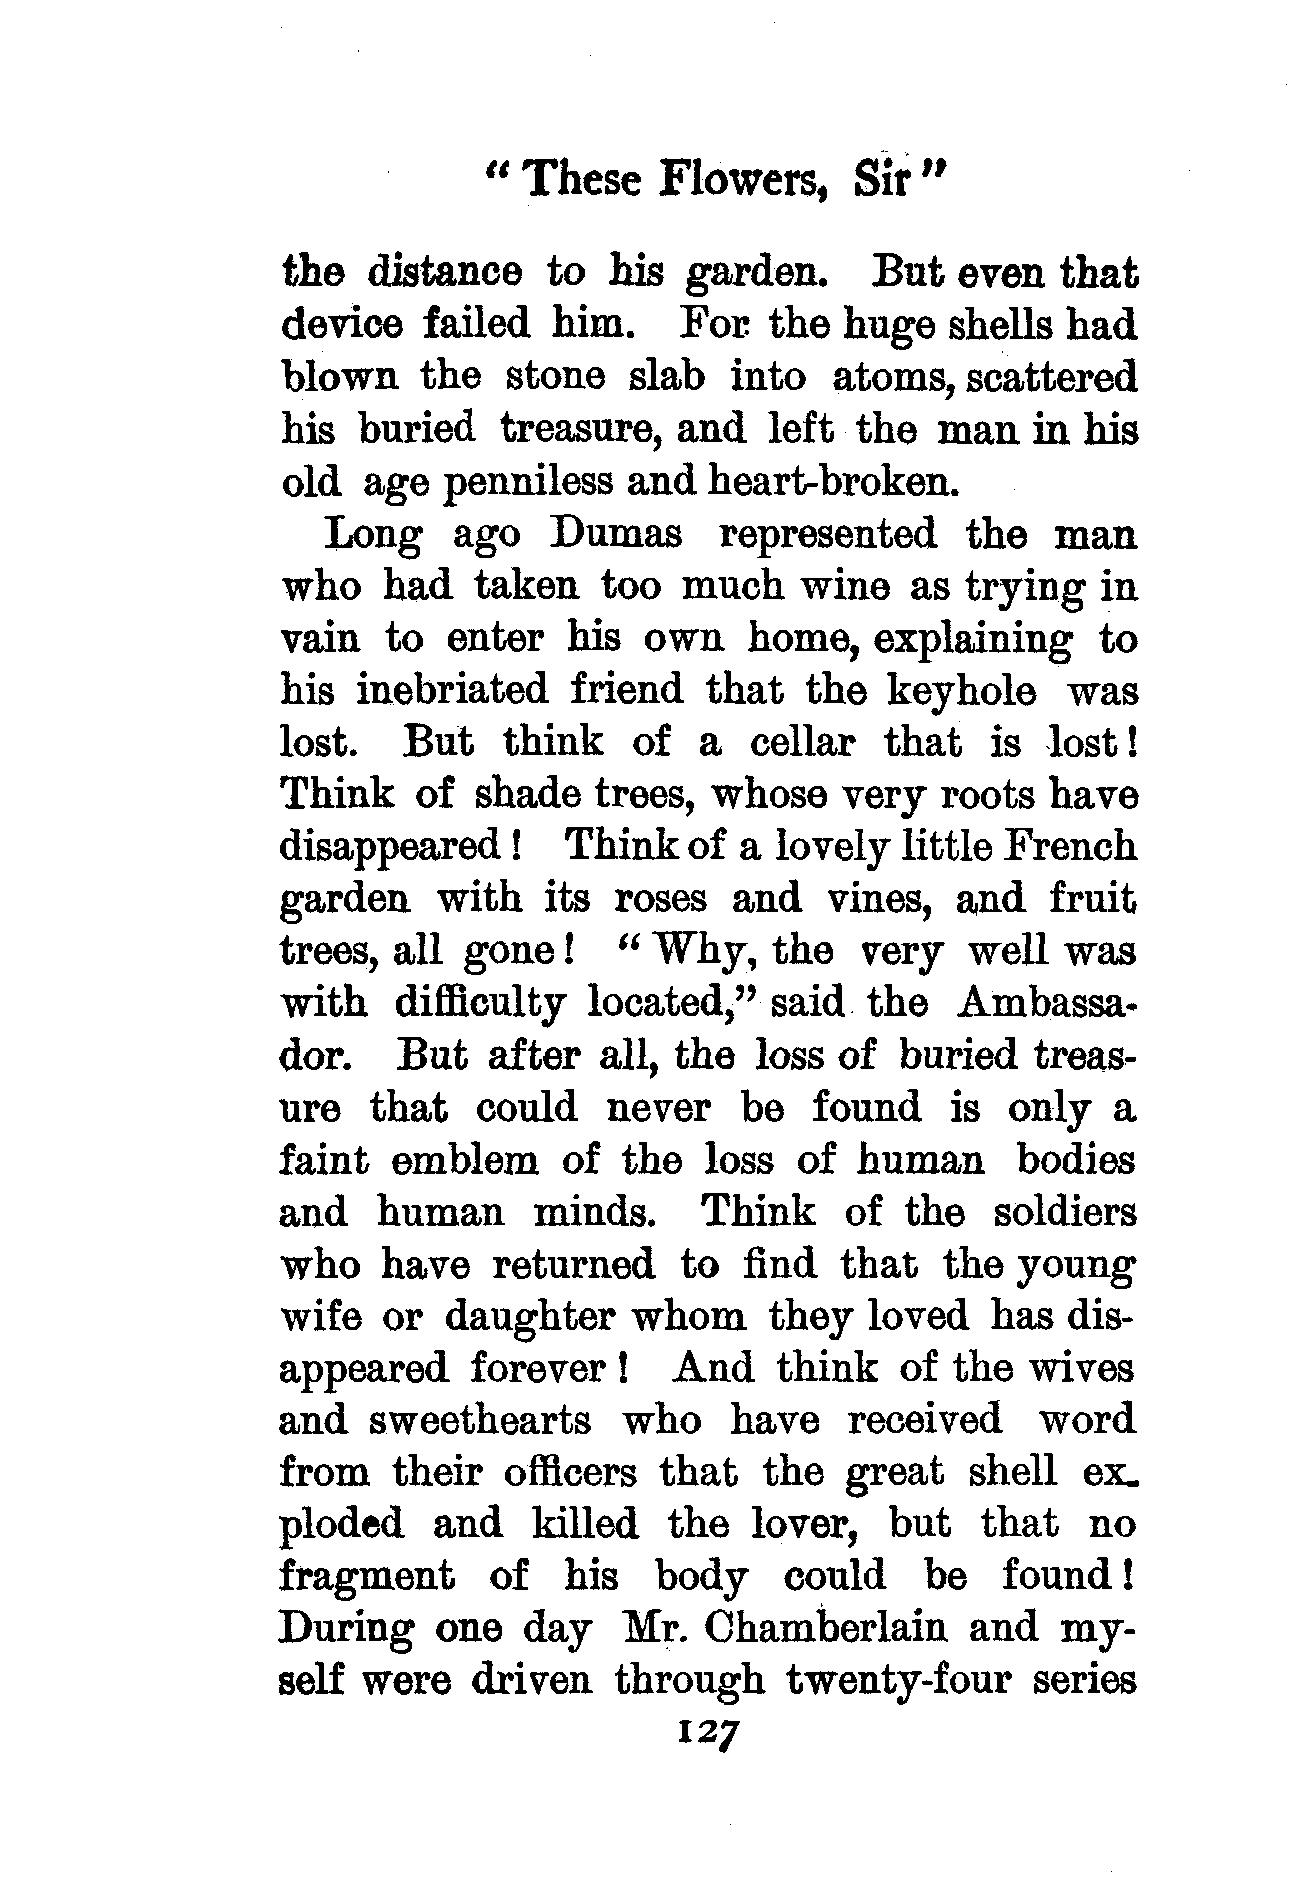 " These Flowers, Sir "
the distance to his garden. But even that
device failed him. For the huge shells had
blown the stone slab into atoms, scattered
his buried treasure, and left the man in his
old age penniless and heart-broken.
Long ago Dumas represented the man
who had taken too much wine as trying in
vain to enter his own home, explaining to
his inebriated friend that the keyhole was
lost. But think of a cellar that is lost!
Think of shade trees, whose very roots have
disappeared! Think of a lovely little French
garden with its roses and vines, and fruit
trees, all gone! " Why, the very well was
with difficulty located," said the Ambassa-
dor. But after all, the loss of buried treas-
ure that could never be found is only a
faint emblem of the loss of human bodies
and human minds. Think of the soldiers
who have returned to find that the young
wife or daughter whom they loved has dis-
appeared forever! And think of the wives
and sweethearts who have received word
from their officers that the great shell ex-
ploded and killed the lover, but that no
fragment of his body could be found!
During one day Mr. Chamberlain and my-
self were driven through twenty-four series
127